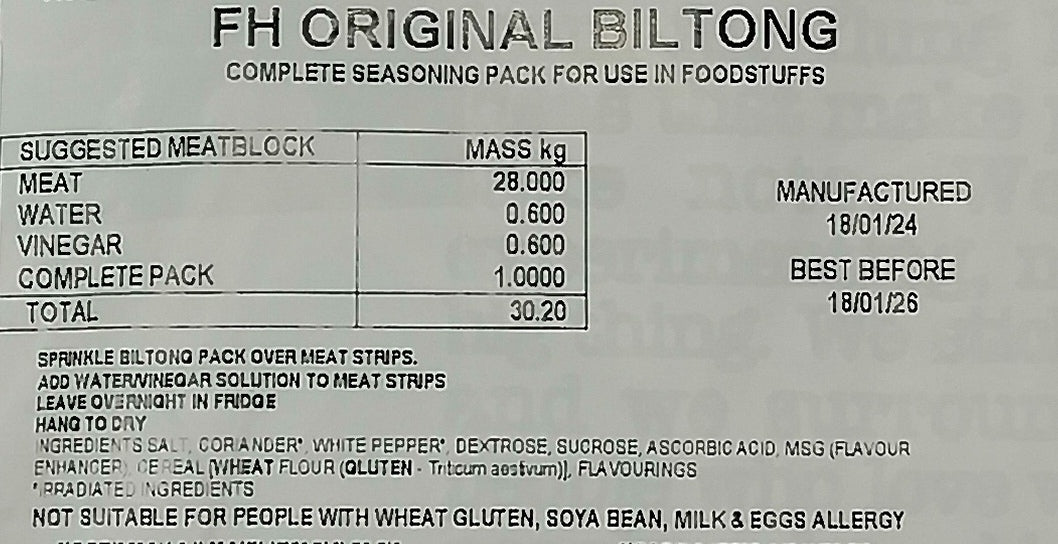 FH ORIGINAL BILTONG
COMPLETE SEASONING PACK FOR USE IN FOODSTUFFS
SUGGESTED MEATBLOCK MASS kg
MEAT 28.000
WATER 0.600
VINEGAR 0.600
COMPLETE PACK 1.0000
TOTAL 30.20
MANUFACTURED
18/01/24
BEST BEFORE
18/01/26
SPRINKLE BILTONG PACK OVER MEAT STRIPS.
ADD WATER/VINEGAR SOLUTION TO MEAT STRIPS
LEAVE OVERNIGHT IN FRIDGE
HANG TO DRY
INGREDIENTS SALT, CORIANDER*, WHITE PEPPER*, DEXTROSE, SUCROSE, ASCORBIC ACID, MSG (FLAVOUR
ENHANCER), CEREAL [WHEAT FLOUR (GLUTEN - Triticum aestivum)], FLAVOURINGS
*IRRADIATED INGREDIENTS
NOT SUITABLE FOR PEOPLE WITH WHEAT GLUTEN, SOYA BEAN, MILK & EGGS ALLERGY